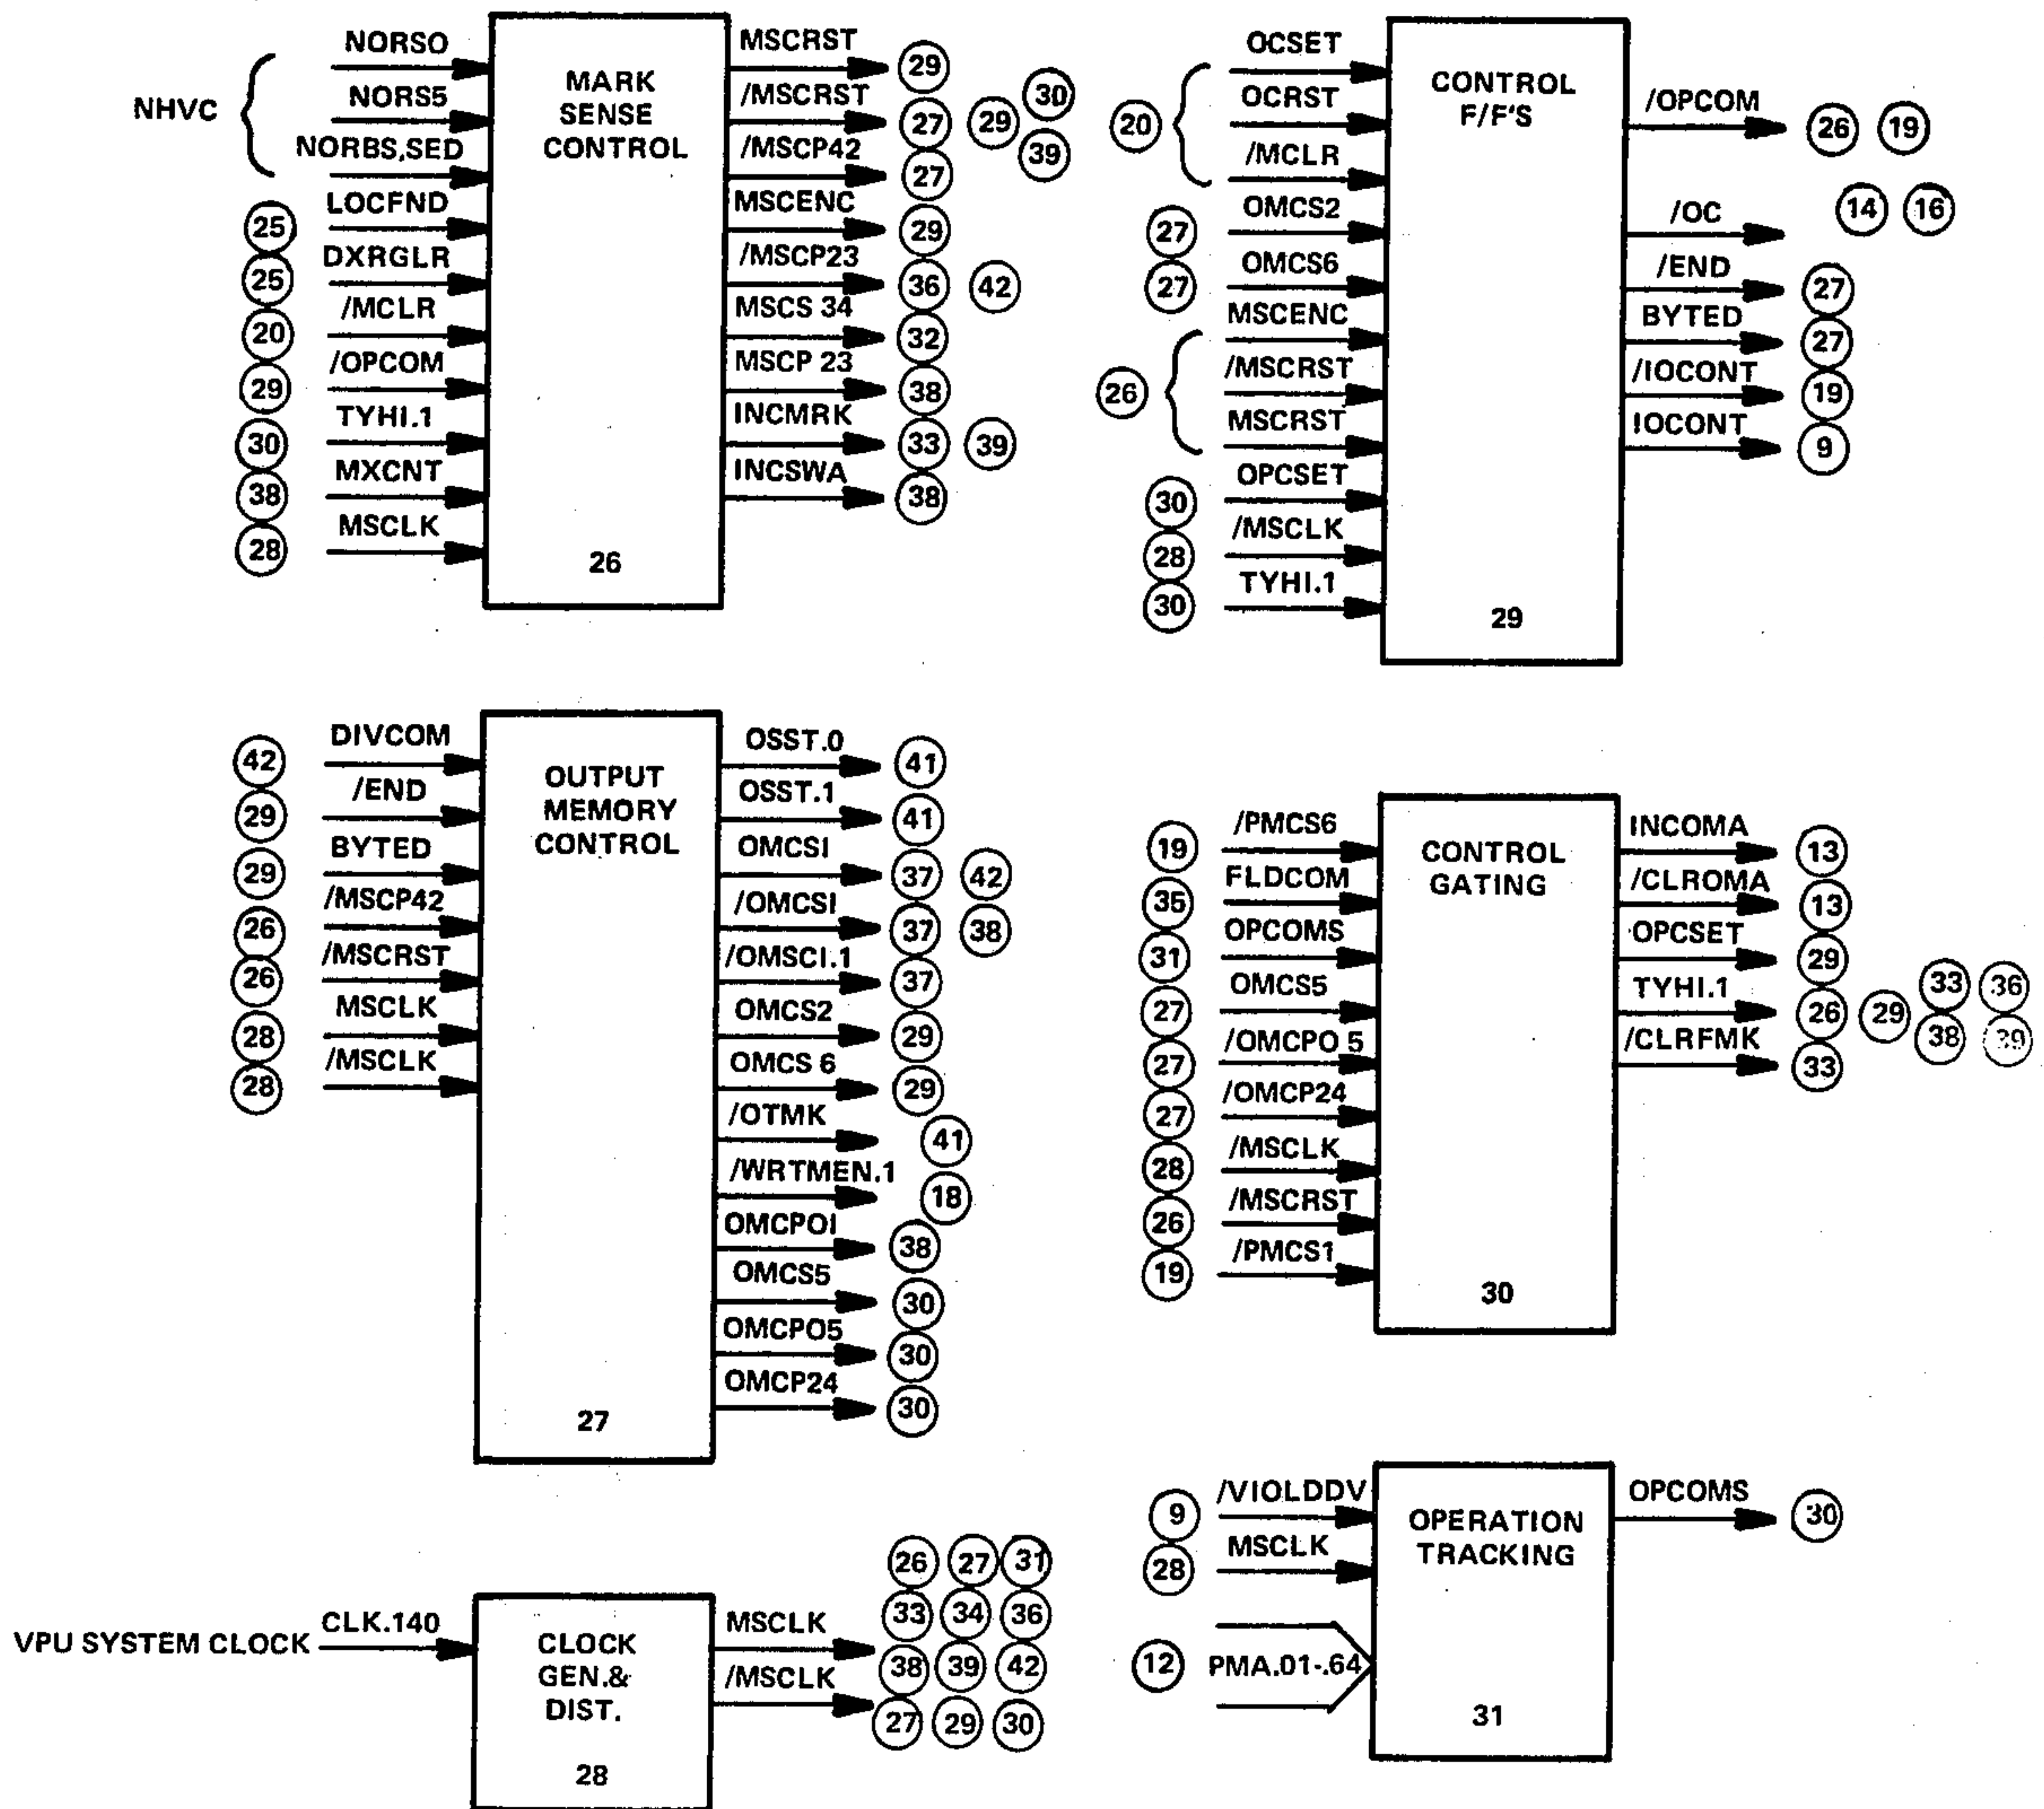 NHVC
NORSO
NORS5
NORBS,SED
25 LOCFND
25 DXRGLR
20 /MCLR
29 /OPCOM
30 TYHI.1
38 MXCNT
28 MSCLK
MARK
SENSE
CONTROL
26
MSCRST 29
/MSCRST 27 29 30 39
/MSCP42 27
MSCENC 29
/MSCP23 36 42
MSCS 34 32
MSCP 23 38
INCMRK 33 39
INCSWA 38
20
OCSET
OCRST
/MCLR
27 OMCS2
27 OMCS6
26
MSCENC
/MSCRST
MSCRST
30 OPCSET
28 /MSCLK
30 TYHI.1
CONTROL
F/F'S
29
/OPCOM 26 19
/OC 14 16
/END 27
BYTED 27
/IOCONT 19
IOCONT 9
42 DIVCOM
29 /END
29 BYTED
26 /MSCP42
26 /MSCRST
28 MSCLK
28 /MSCLK
OUTPUT
MEMORY
CONTROL
27
OSST.0 41
OSST.1 41
OMCSI 37 42
/OMCSI 37 38
/OMSCI.1 37
OMCS2 29
OMCS 6 29
/OTMK 41
/WRTMEN.1 18
OMCPOI 38
OMCS5 30
OMCPO5 30
OMCP24 30
19 /PMCS6
35 FLDCOM
31 OPCOMS
27 OMCS5
27 /OMCPO 5
27 /OMCP24
28 /MSCLK
26 /MSCRST
19 /PMCS1
CONTROL
GATING
30
INCOMA 13
/CLROMA 13
OPCSET 29
TYHI.1 26 29 33 36 38 39
/CLRFMK 33
VPU SYSTEM CLOCK CLK.140
CLOCK
GEN.&
DIST.
28
MSCLK
/MSCLK
26 27 31
33 34 36
38 39 42
27 29 30
9 /VIOLDDV
28 MSCLK
12 PMA.01-.64
OPERATION
TRACKING
31
OPCOMS 30